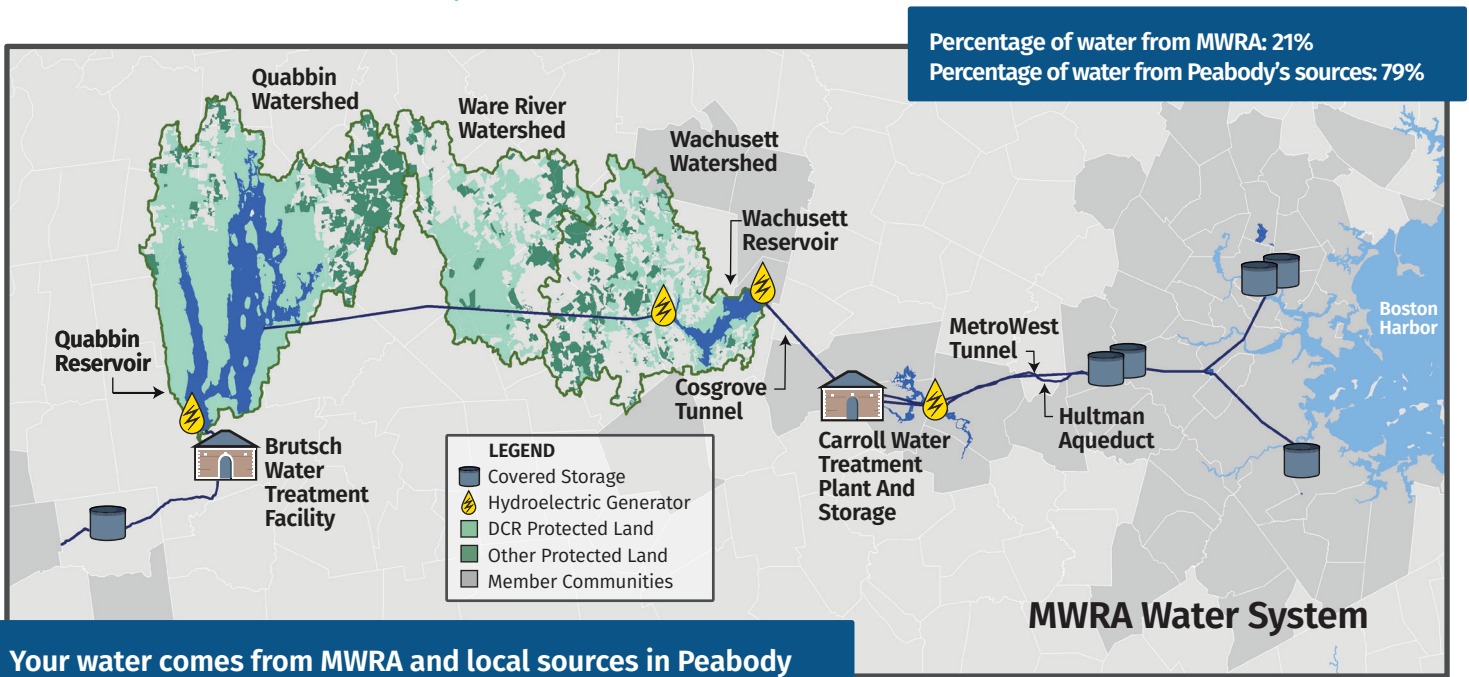 Percentage of water from MWRA: 21%
Percentage of water from Peabody's sources: 79%
Quabbin
Watershed
Ware River
Watershed
Wachusett
Watershed
Wachusett
Reservoir
Boston
Harbor
MetroWest
Tunnel
Quabbin
Reservoir
Cosgrove
Tunnel
Hultman
Aqueduct
Brutsch
Water
Treatment
Facility
Carroll Water
Treatment
Plant And
Storage
LEGEND
Covered Storage
Hydroelectric Generator
DCR Protected Land
Other Protected Land
Member Communities
MWRA Water System
Your water comes from MWRA and local sources in Peabody